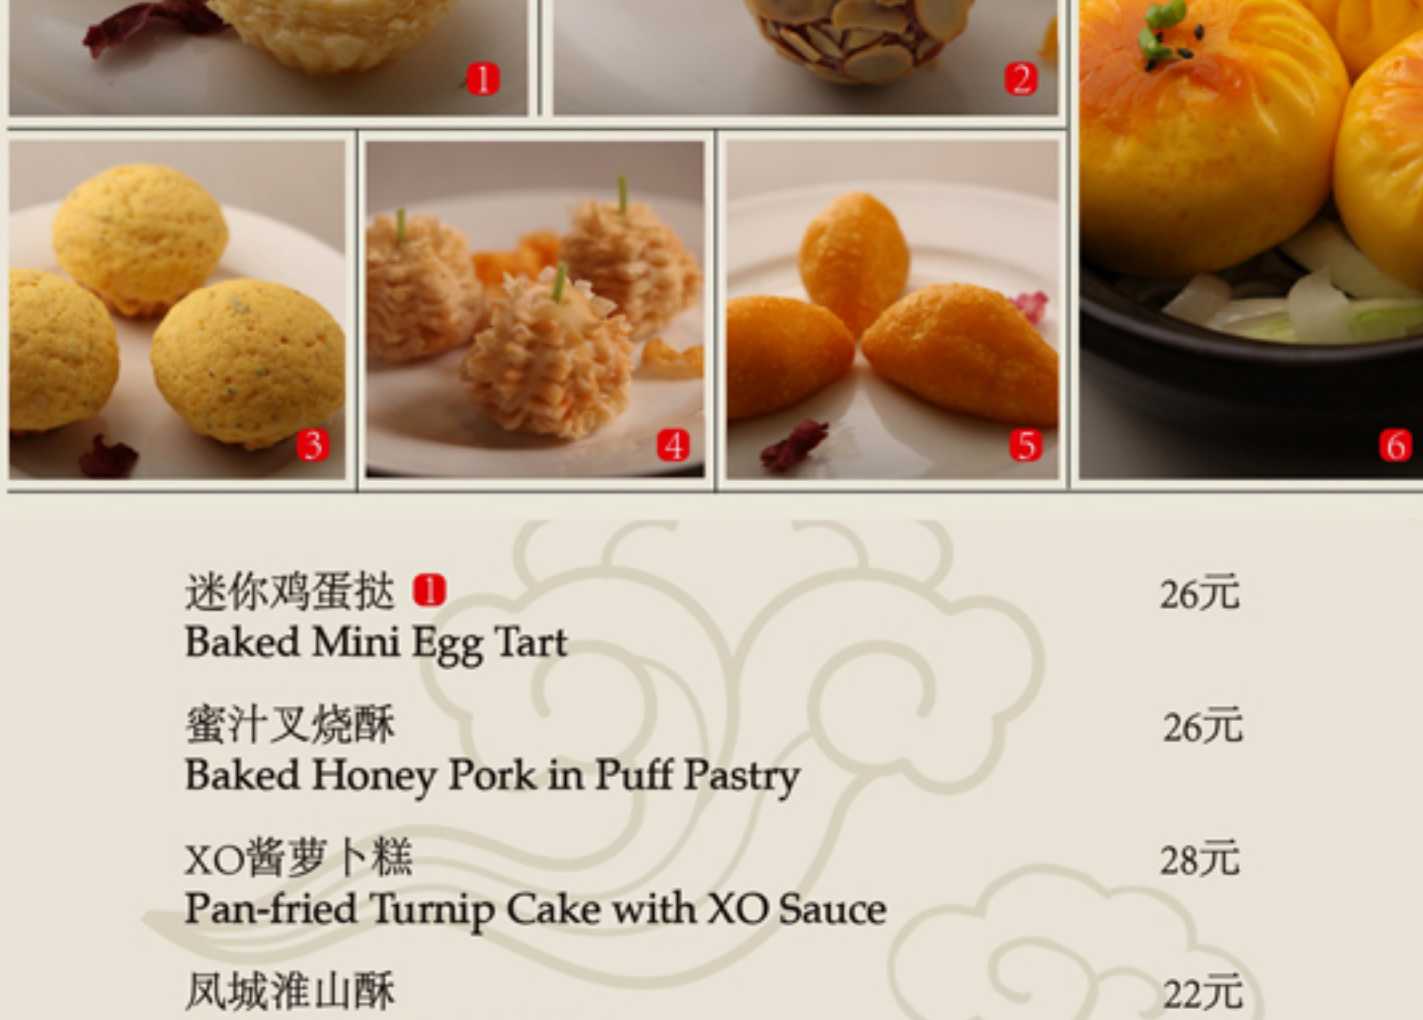 1
2
3
4
5
6
迷你鸡蛋挞 1 26元
Baked Mini Egg Tart
蜜汁叉烧酥 26元
Baked Honey Pork in Puff Pastry
XO酱萝卜糕 28元
Pan-fried Turnip Cake with XO Sauce
凤城淮山酥 22元